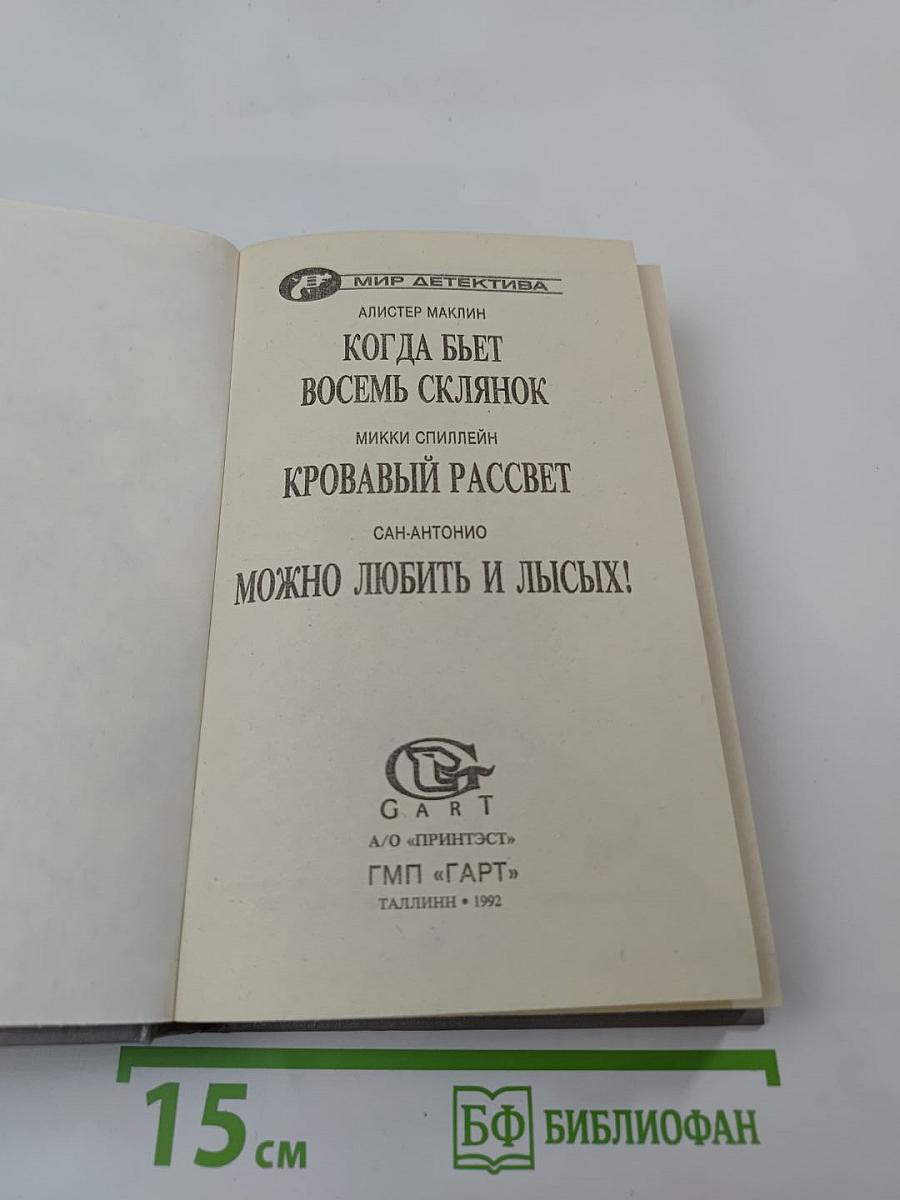 МИР ДЕТЕКТИВА
АЛИСТЕР МАКЛИН
КОГДА БЬЕТ
ВОСЕМЬ СКЛЯНОК
МИККИ СПИЛЛЕЙН
КРОВАВЫЙ РАССВЕТ
САН-АНТОНИО
МОЖНО ЛЮБИТЬ И ЛЫСЫХ!
GART
А/О «ПРИНТЭСТ»
ГМП «ГАРТ»
ТАЛЛИНН • 1992
15 см
БФ БИБЛИОФАН